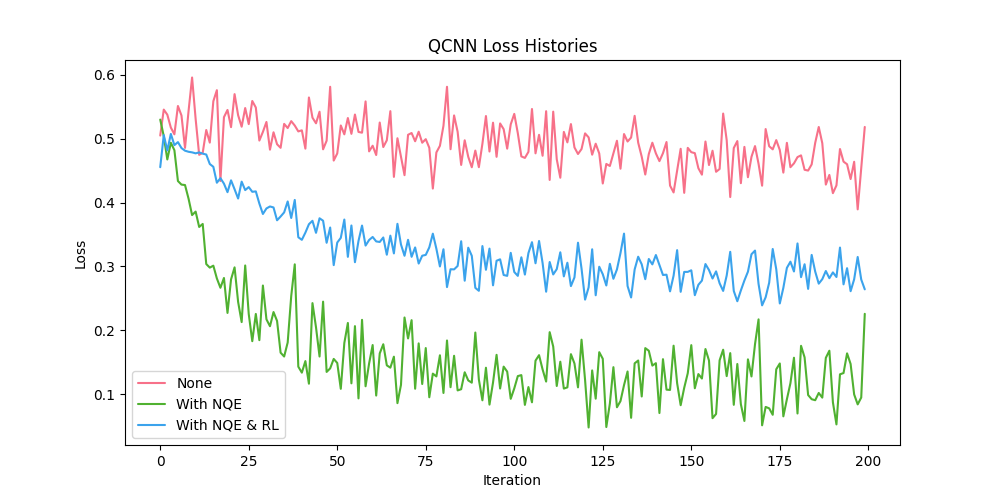 QCNN Loss Histories
Loss
0.6
0.5
0.4
0.3
0.2
0.1
None
With NQE
With NQE & RL
0 25 50 75 100 125 150 175 200
Iteration